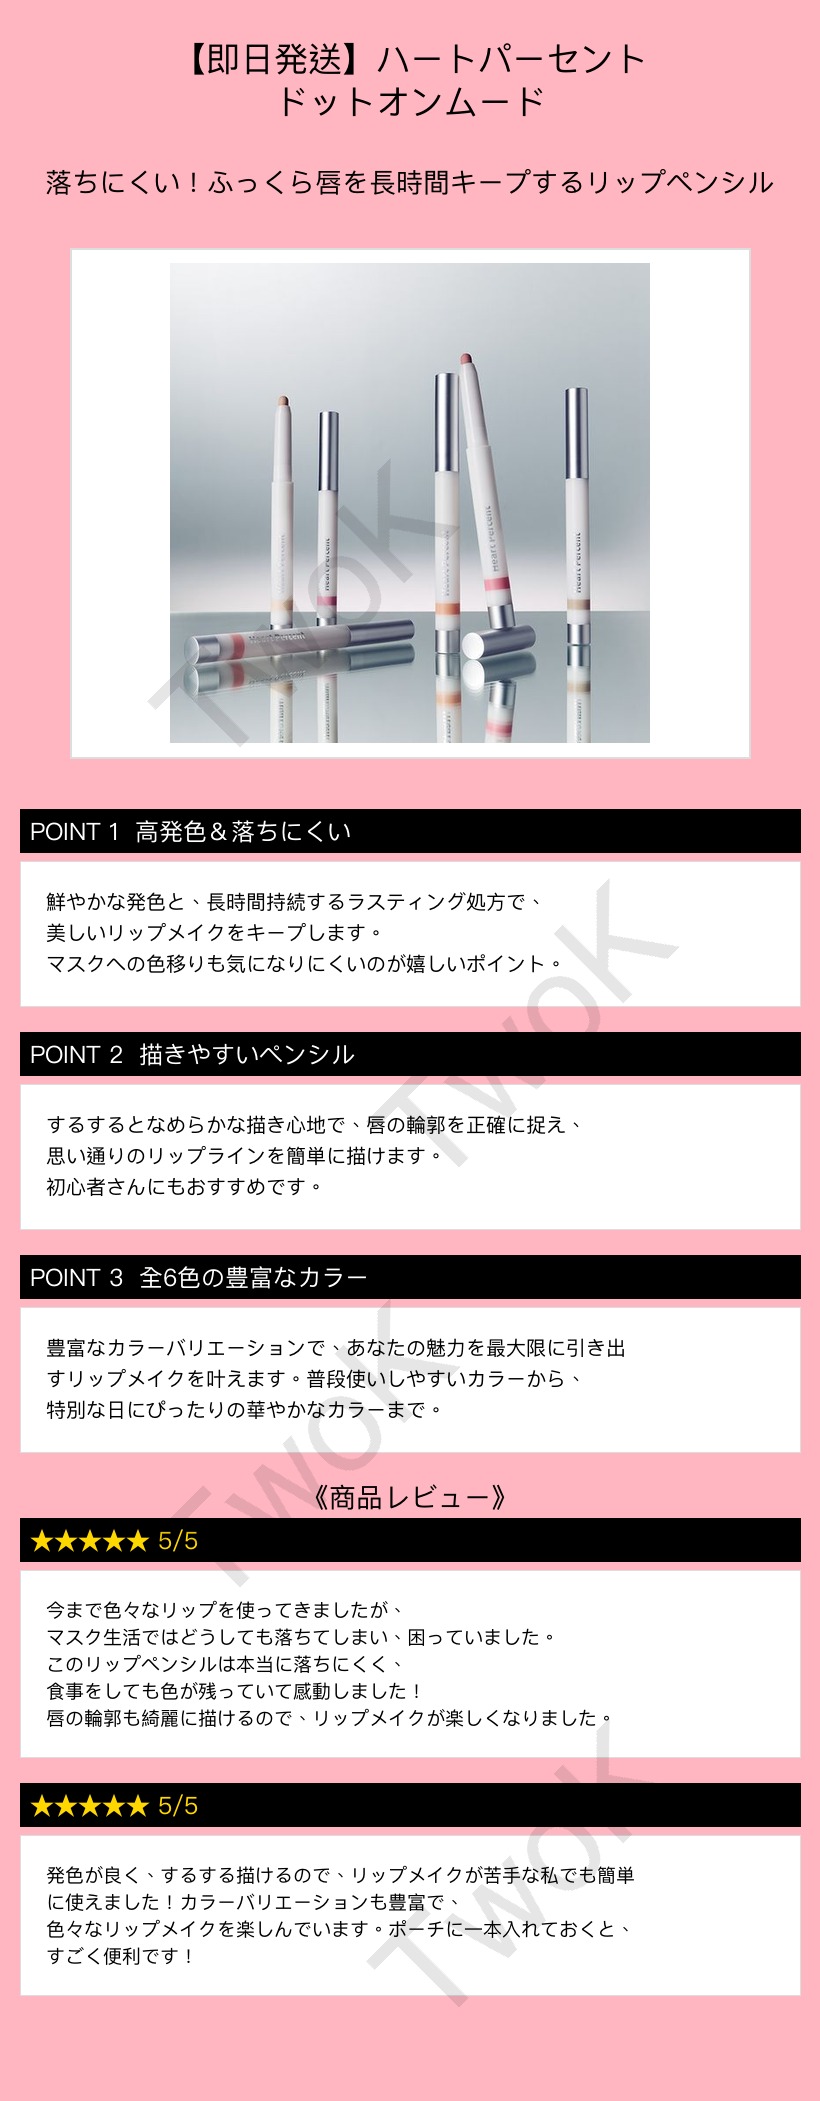 【即日発送】ハートパーセント
ドットオンムード
落ちにくい！ふっくら唇を長時間キープするリップペンシル
Heart Percent
Heart Percent
Heart Percent
Heart Percent
Heart Percent
Heart Percent
TwoK
POINT 1 高発色＆落ちにくい
鮮やかな発色と、長時間持続するラスティング処方で、
美しいリップメイクをキープします。
マスクへの色移りも気になりにくいのが嬉しいポイント。
TwoK
POINT 2 描きやすいペンシル
するするとなめらかな描き心地で、唇の輪郭を正確に捉え、
思い通りのリップラインを簡単に描けます。
初心者さんにもおすすめです。
POINT 3 全6色の豊富なカラー
豊富なカラーバリエーションで、あなたの魅力を最大限に引き出
すリップメイクを叶えます。普段使いしやすいカラーから、
特別な日にぴったりの華やかなカラーまで。
TwoK
《商品レビュー》
★★★★★ 5/5
今まで色々なリップを使ってきましたが、
マスク生活ではどうしても落ちてしまい、困っていました。
このリップペンシルは本当に落ちにくく、
食事をしても色が残っていて感動しました！
唇の輪郭も綺麗に描けるので、リップメイクが楽しくなりました。
★★★★★ 5/5
発色が良く、するする描けるので、リップメイクが苦手な私でも簡単
に使えました！カラーバリエーションも豊富で、
色々なリップメイクを楽しんでいます。ポーチに一本入れておくと、
すごく便利です！
TwoK